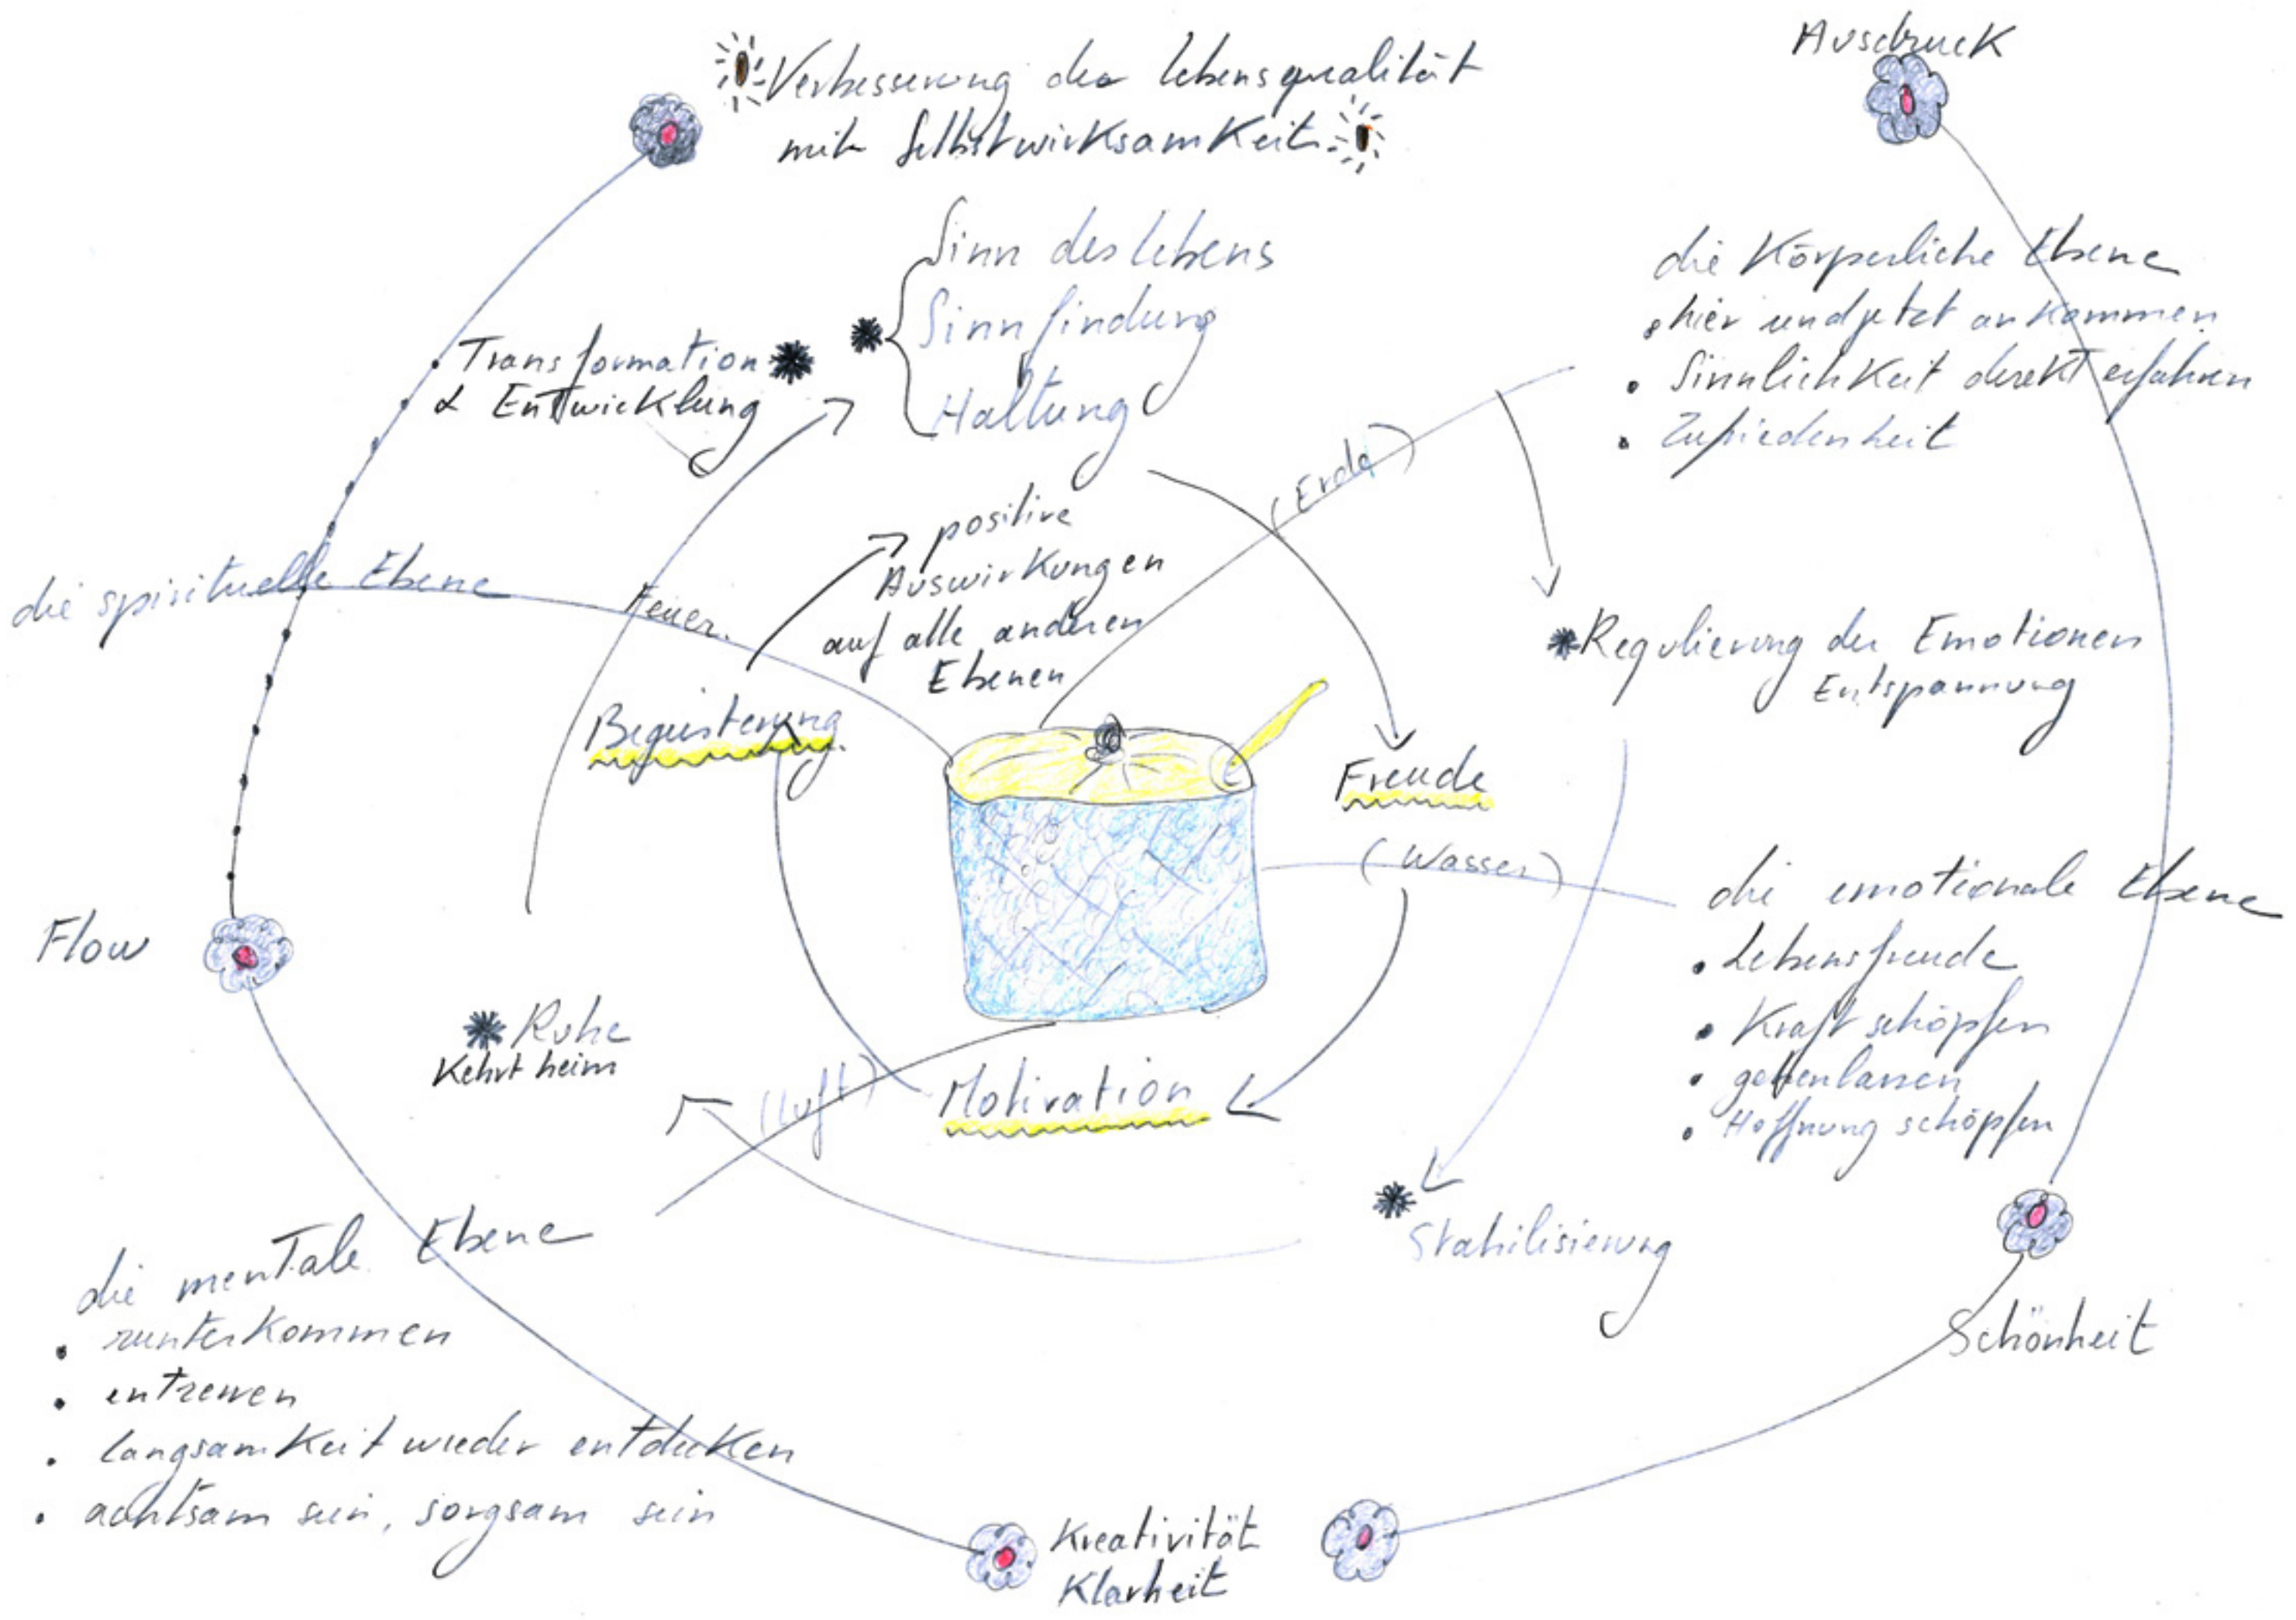 Ausdruck
Verbesserung der Lebensqualität
mit Selbstwirksamkeit
Sinn des Lebens
Sinnfindung
Haltung
Transformation
& Entwicklung
die Körperliche Ebene
• hier und jetzt ankommen
• Sinnlichkeit direkt erfahren
• Zufriedenheit
(Erde)
positive
Auswirkungen
auf alle anderen
Ebenen
die spirituelle Ebene
Feuer
Regulierung der Emotionen
Entspannung
Begeisterung
Freude
(Wasser)
die emotionale Ebene
• Lebensfreude
• Kraft schöpfen
• gehenlassen
• Hoffnung schöpfen
Flow
Ruhe
Kehrt heim
(Luft)
Motivation
Stabilisierung
die mentale Ebene
• runterkommen
•
• Langsamkeit wieder entdecken
• achtsam sein, sorgsam sein
Schönheit
Kreativität
Klarheit